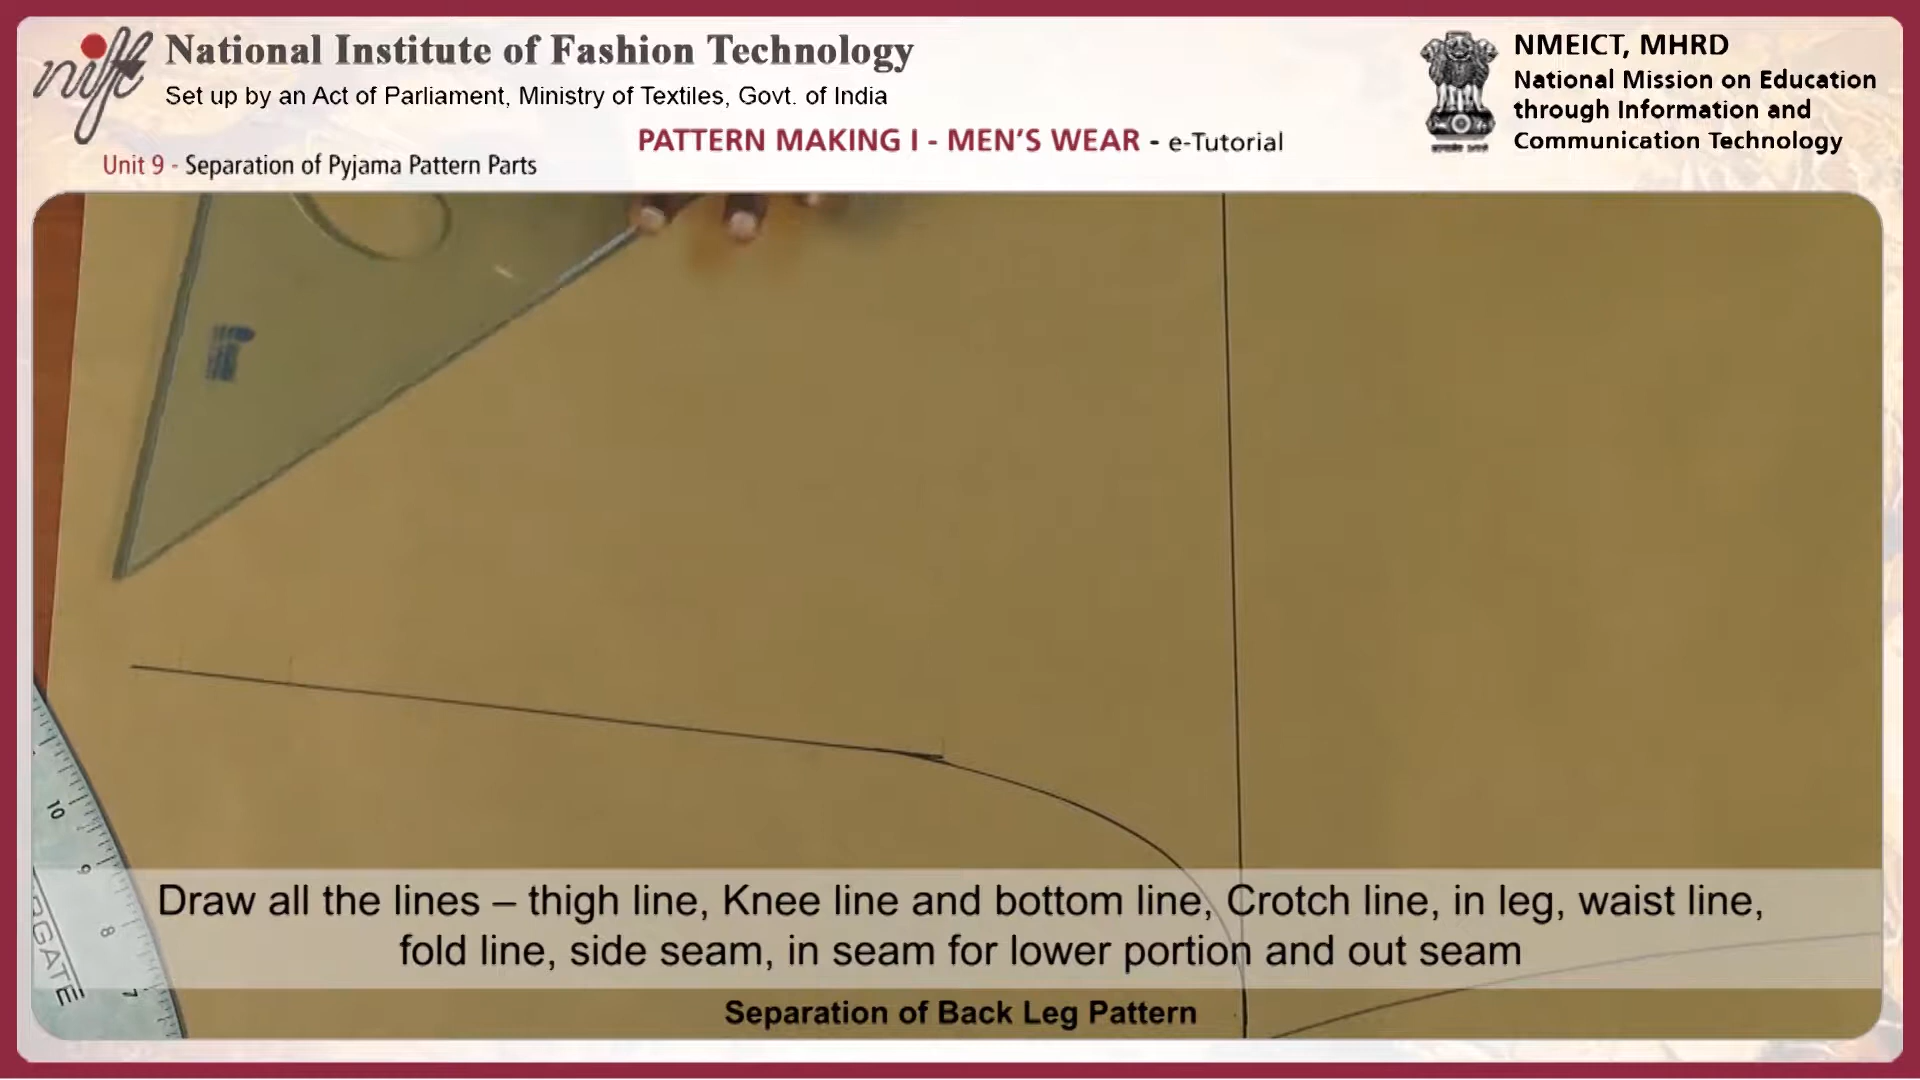 nift
National Institute of Fashion Technology
Set up by an Act of Parliament, Ministry of Textiles, Govt. of India
NMEICT, MHRD
National Mission on Education
through Information and
Communication Technology
PATTERN MAKING I - MEN'S WEAR - e-Tutorial
Unit 9 - Separation of Pyjama Pattern Parts
10
9
8
7
RGATE
Draw all the lines – thigh line, Knee line and bottom line, Crotch line, in leg, waist line,
fold line, side seam, in seam for lower portion and out seam
Separation of Back Leg Pattern